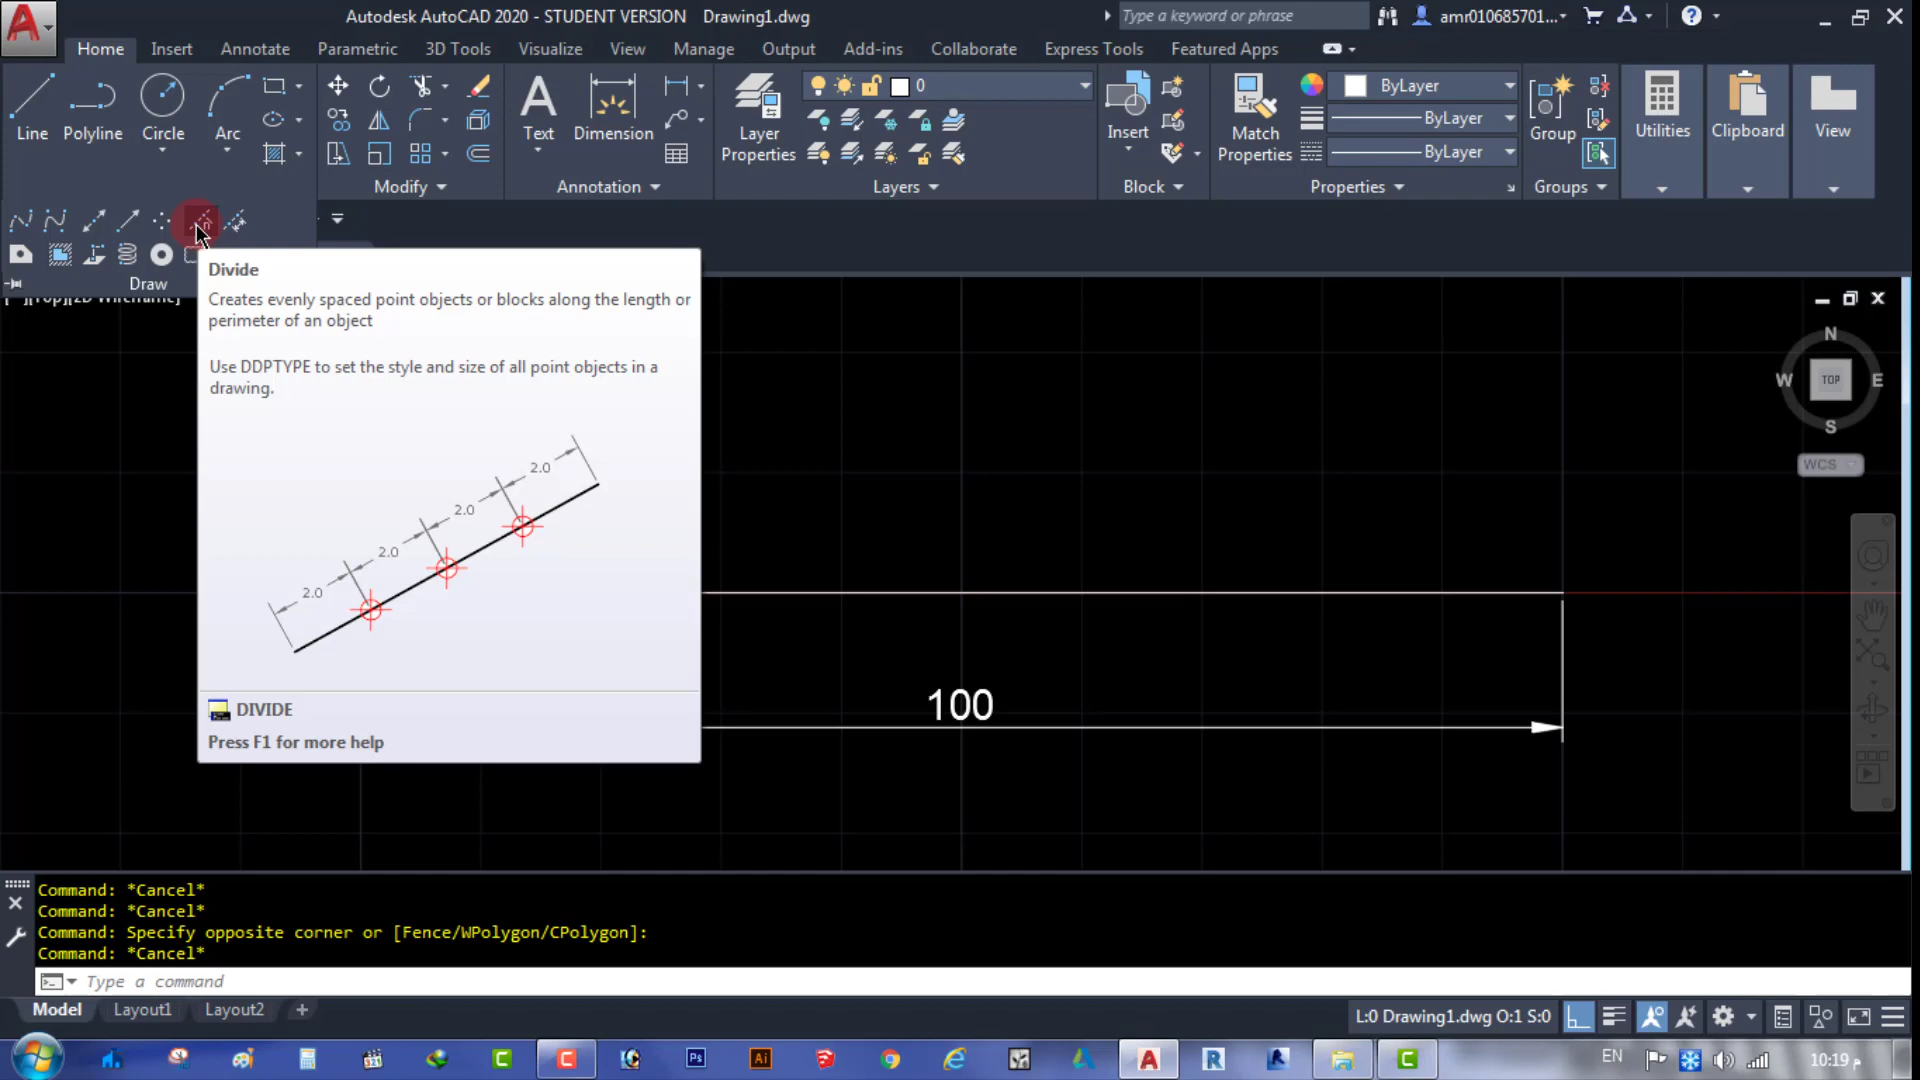 Autodesk AutoCAD 2020 - STUDENT VERSION Drawing1.dwg
Type a keyword or phrase
amr010685701...
Home Insert Annotate Parametric 3D Tools Visualize View Manage Output Add-ins Collaborate Express Tools Featured Apps
Line Polyline Circle Arc
Text Dimension
Layer Properties
0
Insert
Match Properties
ByLayer
ByLayer
ByLayer
Group
Utilities
Clipboard
View
Modify
Annotation
Layers
Block
Properties
Groups
Draw
Divide
Creates evenly spaced point objects or blocks along the length or
perimeter of an object
Use DDPTYPE to set the style and size of all point objects in a
drawing.
2.0
2.0
2.0
2.0
DIVIDE
Press F1 for more help
N
W TOP E
S
WCS
100
Command: *Cancel*
Command: *Cancel*
Command: Specify opposite corner or [Fence/WPolygon/CPolygon]:
Command: *Cancel*
Type a command
Model Layout1 Layout2 +
L:0 Drawing1.dwg O:1 S:0
EN
10:19 م